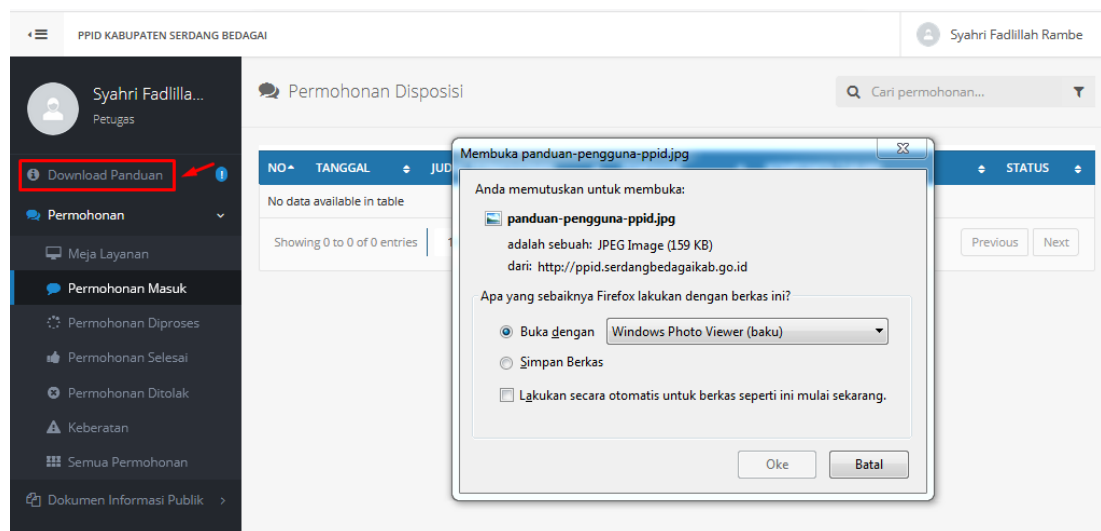 PPID KABUPATEN SERDANG BEDAGAI
Syahri Fadlillah Rambe
Syahri Fadlilla...
Petugas
Download Panduan
Permohonan
Meja Layanan
Permohonan Masuk
Permohonan Diproses
Permohonan Selesai
Permohonan Ditolak
Keberatan
Semua Permohonan
Dokumen Informasi Publik
Permohonan Disposisi
Cari permohonan...
NO TANGGAL JUD STATUS
No data available in table
Showing 0 to 0 of 0 entries
Previous Next
Membuka panduan-pengguna-ppid.jpg
Anda memutuskan untuk membuka:
panduan-pengguna-ppid.jpg
adalah sebuah: JPEG Image (159 KB)
dari: http://ppid.serdangbedagaikab.go.id
Apa yang sebaiknya Firefox lakukan dengan berkas ini?
Buka dengan Windows Photo Viewer (baku)
Simpan Berkas
Lakukan secara otomatis untuk berkas seperti ini mulai sekarang.
Oke Batal